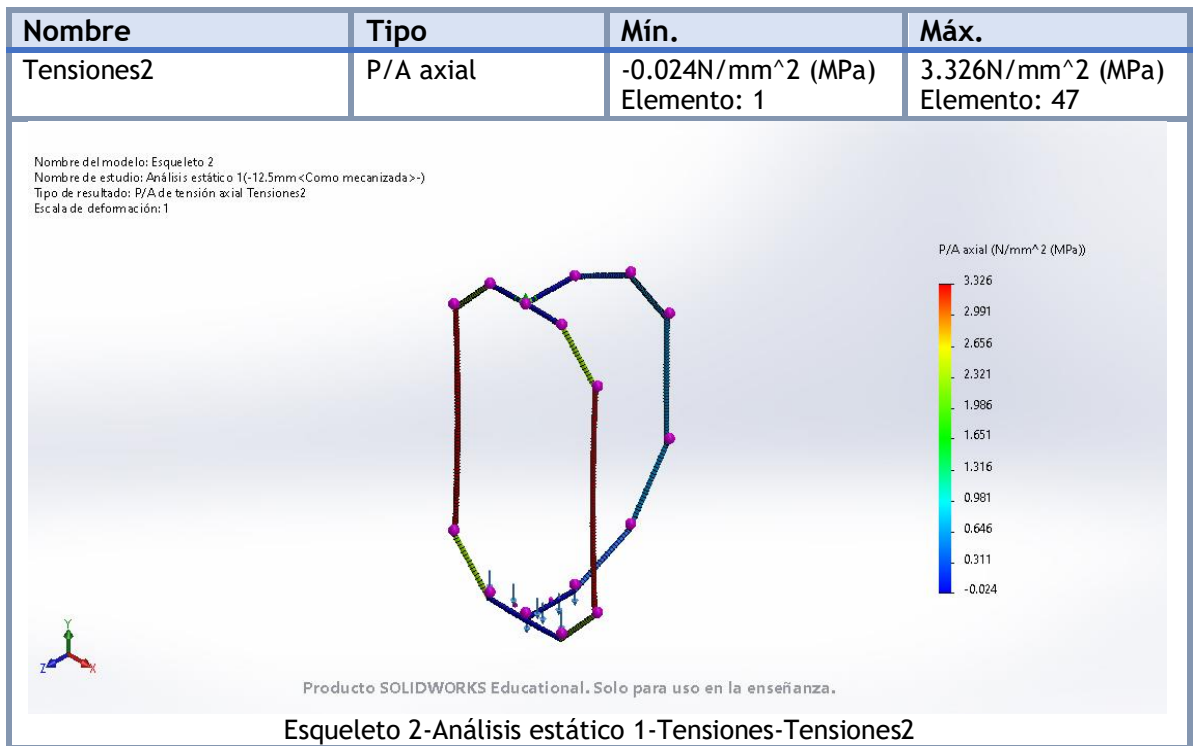 Nombre Tipo Mín. Máx.
Tensiones2 P/A axial -0.024N/mm^2 (MPa) 3.326N/mm^2 (MPa)
Elemento: 1 Elemento: 47
Nombre del modelo: Esqueleto 2
Nombre de estudio: Análisis estático 1(-12.5mm<Como mecanizada>-)
Tipo de resultado: P/A de tensión axial Tensiones2
Escala de deformación: 1
P/A axial (N/mm^2 (MPa))
3.326
2.991
2.656
2.321
1.986
1.651
1.316
0.981
0.646
0.311
-0.024
Y
Z X
Producto SOLIDWORKS Educational. Solo para uso en la enseñanza.
Esqueleto 2-Análisis estático 1-Tensiones-Tensiones2